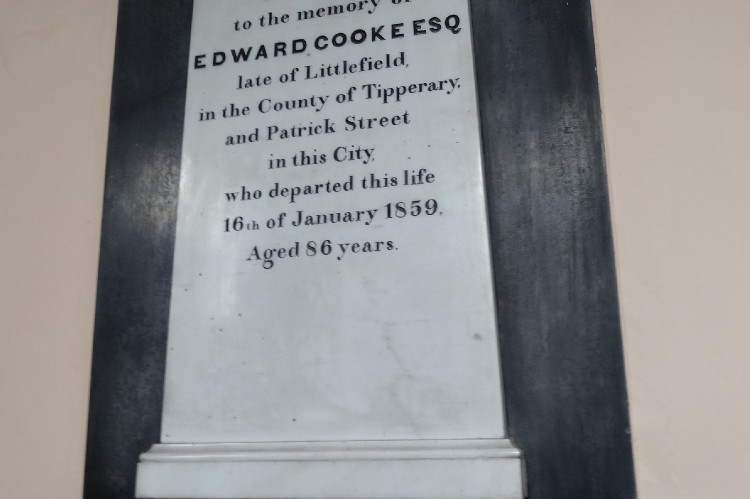 to the memory of
EDWARD COOKE ESQ
late of Littlefield,
in the County of Tipperary.
and Patrick Street
in this City,
who departed this life
16th of January 1859,
Aged 86 years.